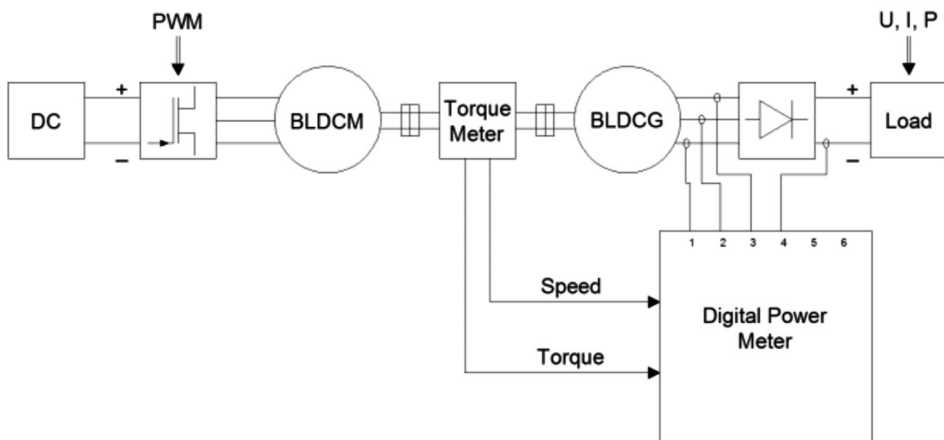 PWM
U, I, P
DC
+
−
BLDCM
Torque
Meter
BLDCG
+
−
Load
1 2 3 4 5 6
Speed
Digital Power
Meter
Torque